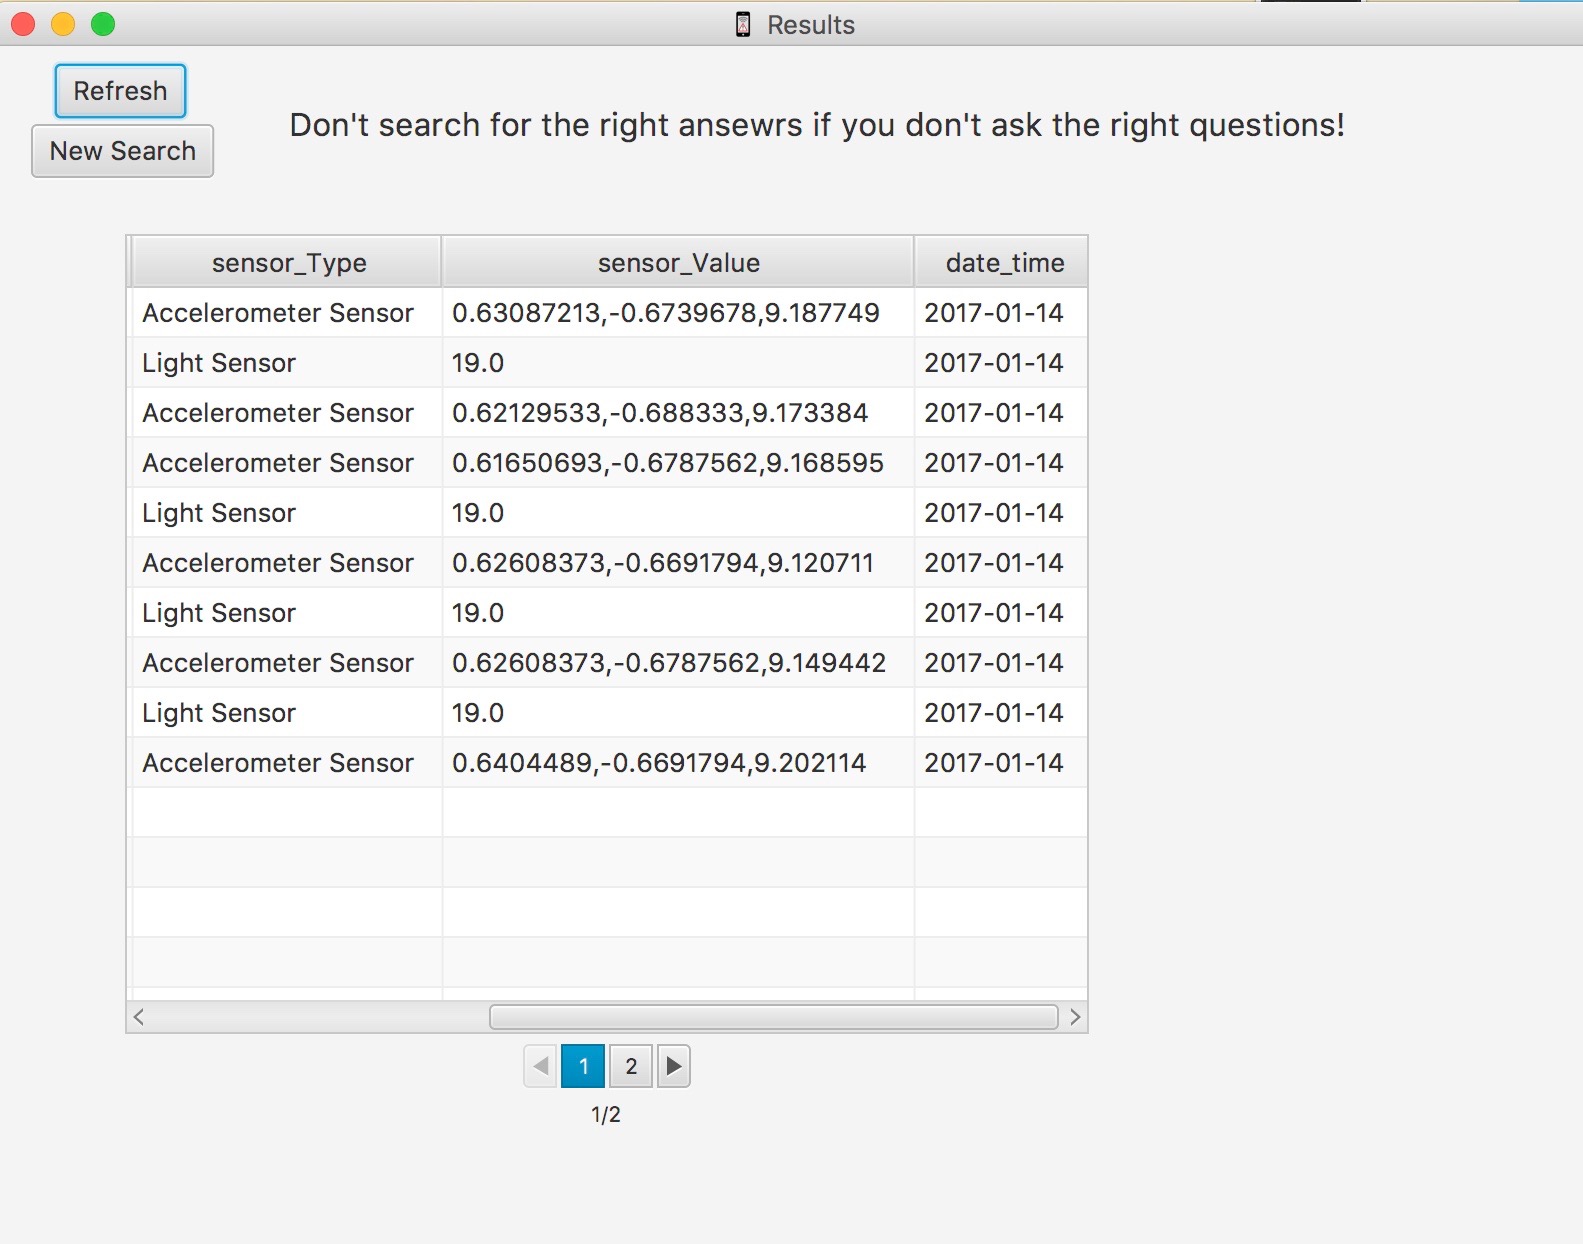 Results
Refresh
New Search
Don't search for the right ansewrs if you don't ask the right questions!
sensor_Type sensor_Value date_time
Accelerometer Sensor 0.63087213,-0.6739678,9.187749 2017-01-14
Light Sensor 19.0 2017-01-14
Accelerometer Sensor 0.62129533,-0.688333,9.173384 2017-01-14
Accelerometer Sensor 0.61650693,-0.6787562,9.168595 2017-01-14
Light Sensor 19.0 2017-01-14
Accelerometer Sensor 0.62608373,-0.6691794,9.120711 2017-01-14
Light Sensor 19.0 2017-01-14
Accelerometer Sensor 0.62608373,-0.6787562,9.149442 2017-01-14
Light Sensor 19.0 2017-01-14
Accelerometer Sensor 0.6404489,-0.6691794,9.202114 2017-01-14
1 2
1/2